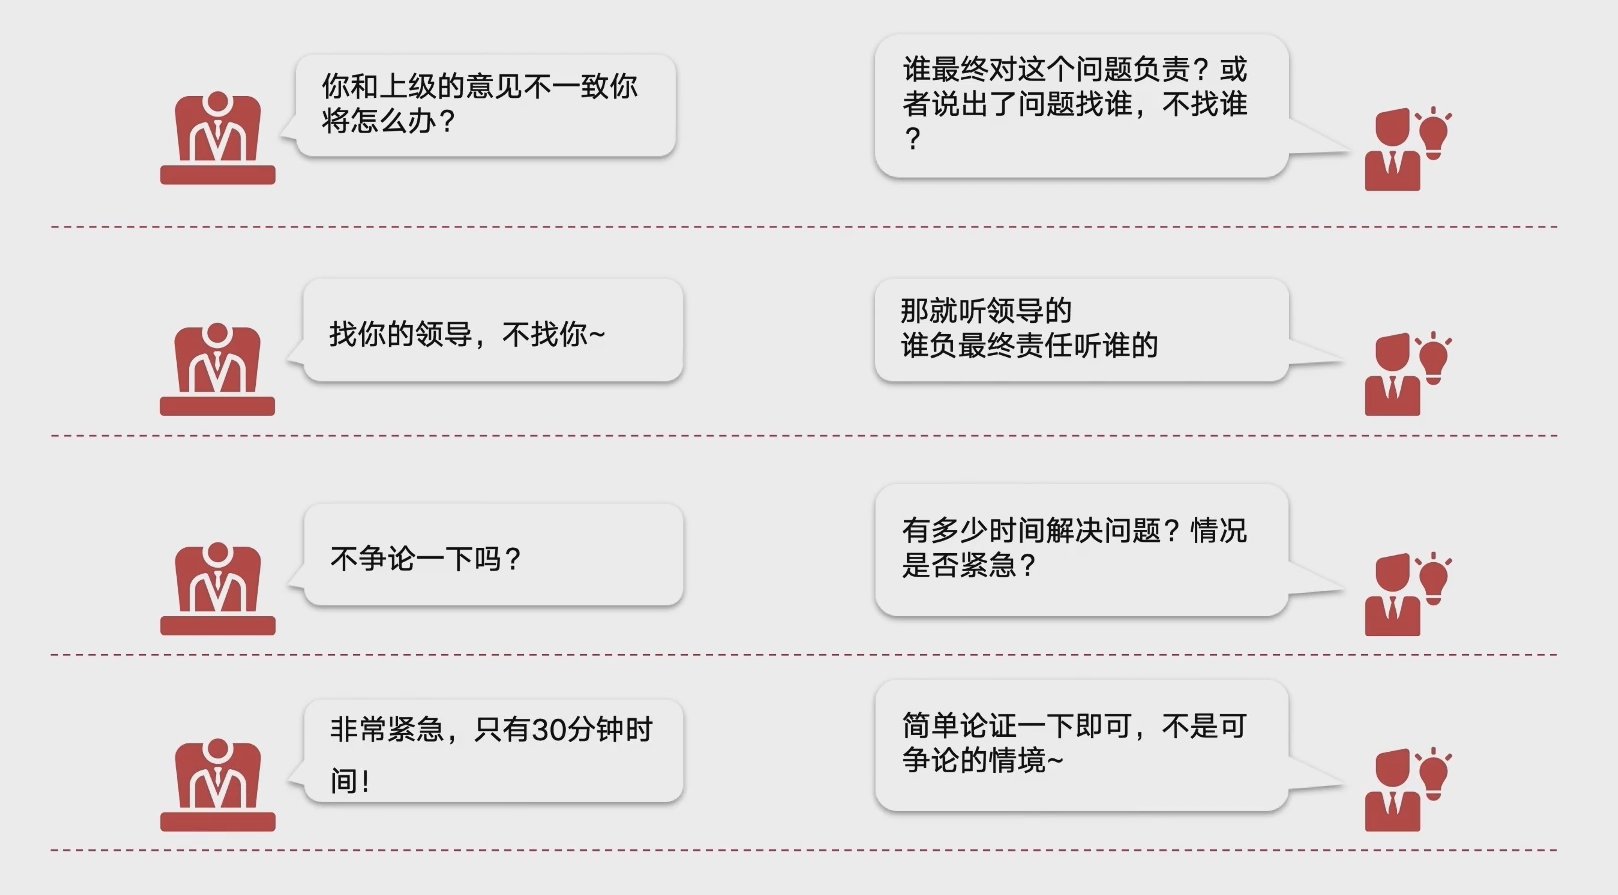 你和上级的意见不一致你
将怎么办？
谁最终对这个问题负责？或
者说出了问题找谁，不找谁
？
找你的领导，不找你~
那就听领导的
谁负最终责任听谁的
不争论一下吗？
有多少时间解决问题？情况
是否紧急？
非常紧急，只有30分钟时
间！
简单论证一下即可，不是可
争论的情境~